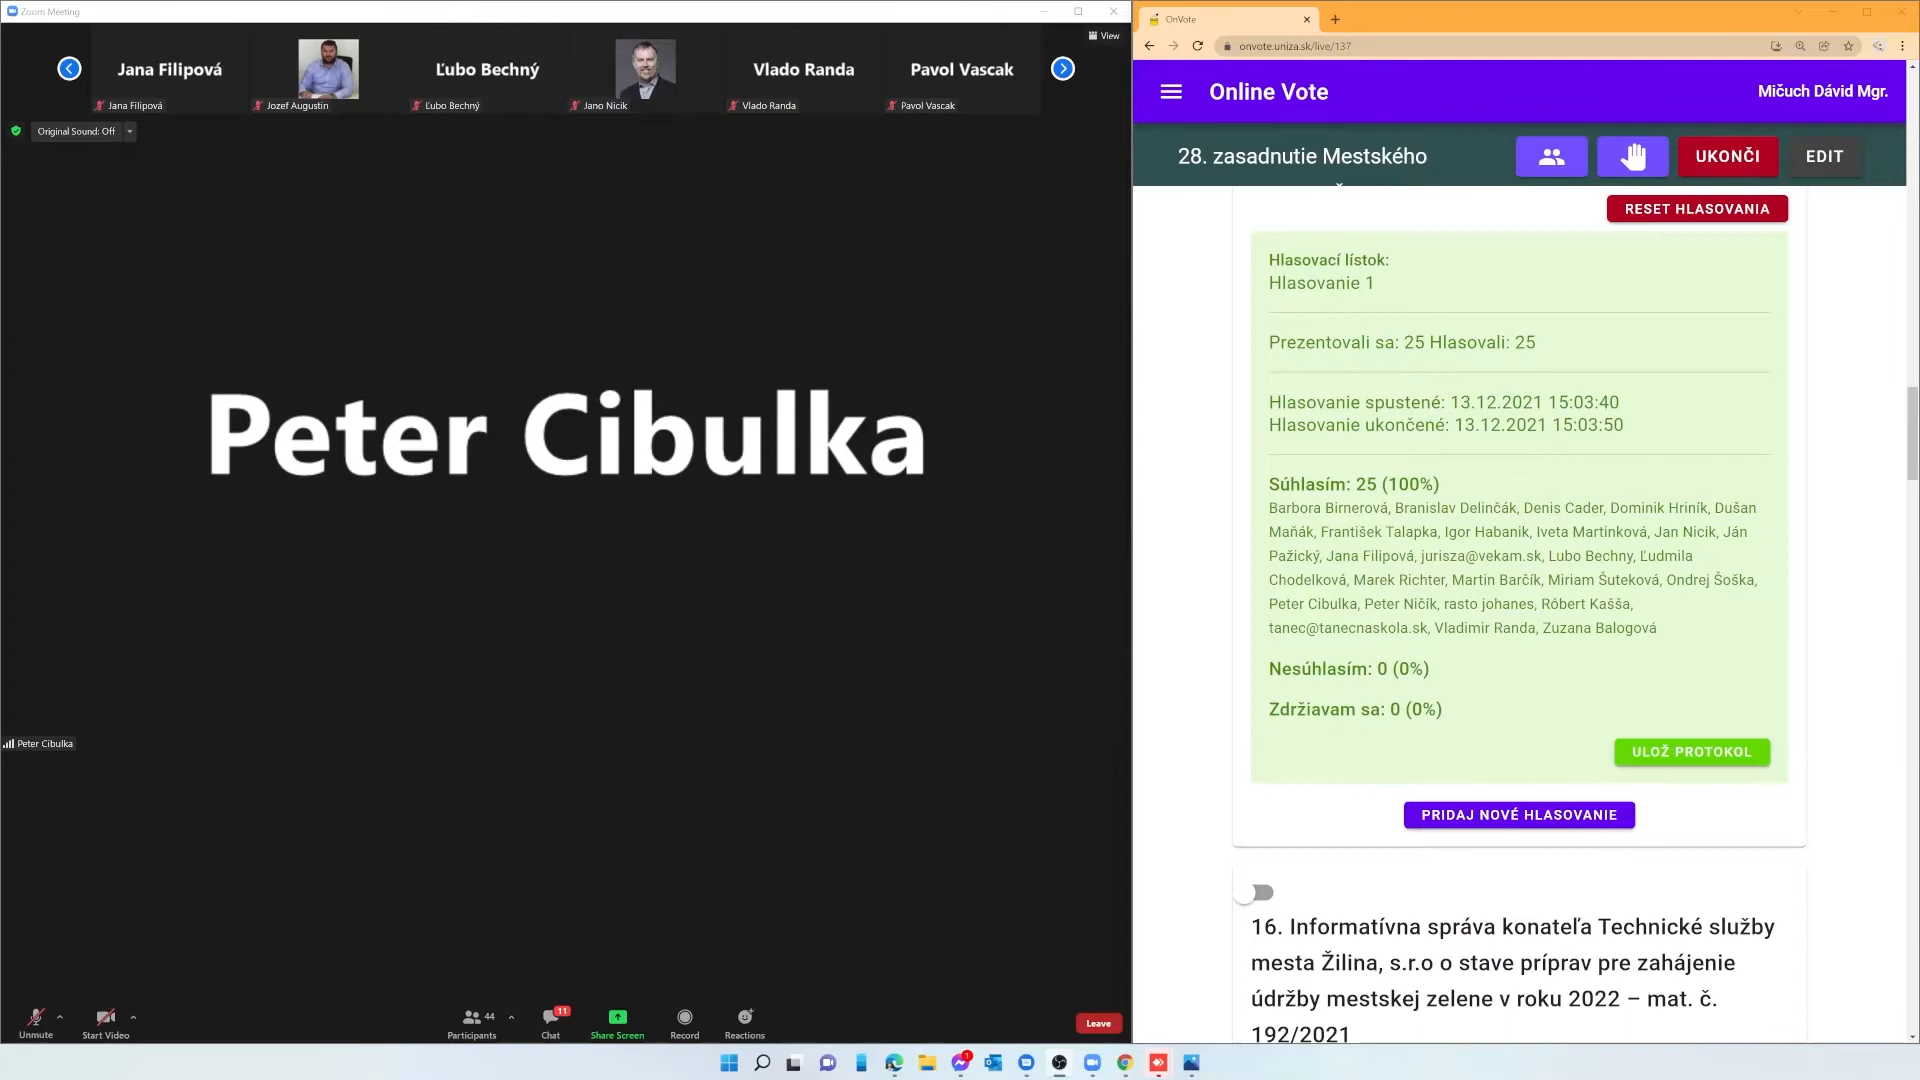 Zoom Meeting
View
Jana Filipová
Ľubo Bechný
Vlado Randa
Pavol Vascak
Jana Filipová
Jozef Augustin
Ľubo Bechný
Jano Nicik
Vlado Randa
Pavol Vascak
Original Sound: Off
Peter Cibulka
Peter Cibulka
Unmute
Start Video
44
Participants
11
Chat
Share Screen
Record
Reactions
Leave
OnVote
onvote.uniza.sk/live/137
Online Vote
Mičuch Dávid Mgr.
28. zasadnutie Mestského
UKONČI
EDIT
RESET HLASOVANIA
Hlasovací lístok:
Hlasovanie 1
Prezentovali sa: 25 Hlasovali: 25
Hlasovanie spustené: 13.12.2021 15:03:40
Hlasovanie ukončené: 13.12.2021 15:03:50
Súhlasím: 25 (100%)
Barbora Birnerová, Branislav Delinčák, Denis Cader, Dominik Hriník, Dušan
Maňák, František Talapka, Igor Habanik, Iveta Martinková, Jan Nicik, Ján
Pažický, Jana Filipová, jurisza@vekam.sk, Lubo Bechny, Ľudmila
Chodelková, Marek Richter, Martin Barčík, Miriam Šuteková, Ondrej Šoška,
Peter Cibulka, Peter Ničík, rasto johanes, Róbert Kašša,
tanec@tanecnaskola.sk, Vladimir Randa, Zuzana Balogová
Nesúhlasím: 0 (0%)
Zdržiavam sa: 0 (0%)
ULOŽ PROTOKOL
PRIDAJ NOVÉ HLASOVANIE
16. Informatívna správa konateľa Technické služby
mesta Žilina, s.r.o o stave príprav pre zahájenie
údržby mestskej zelene v roku 2022 – mat. č.
192/2021
1